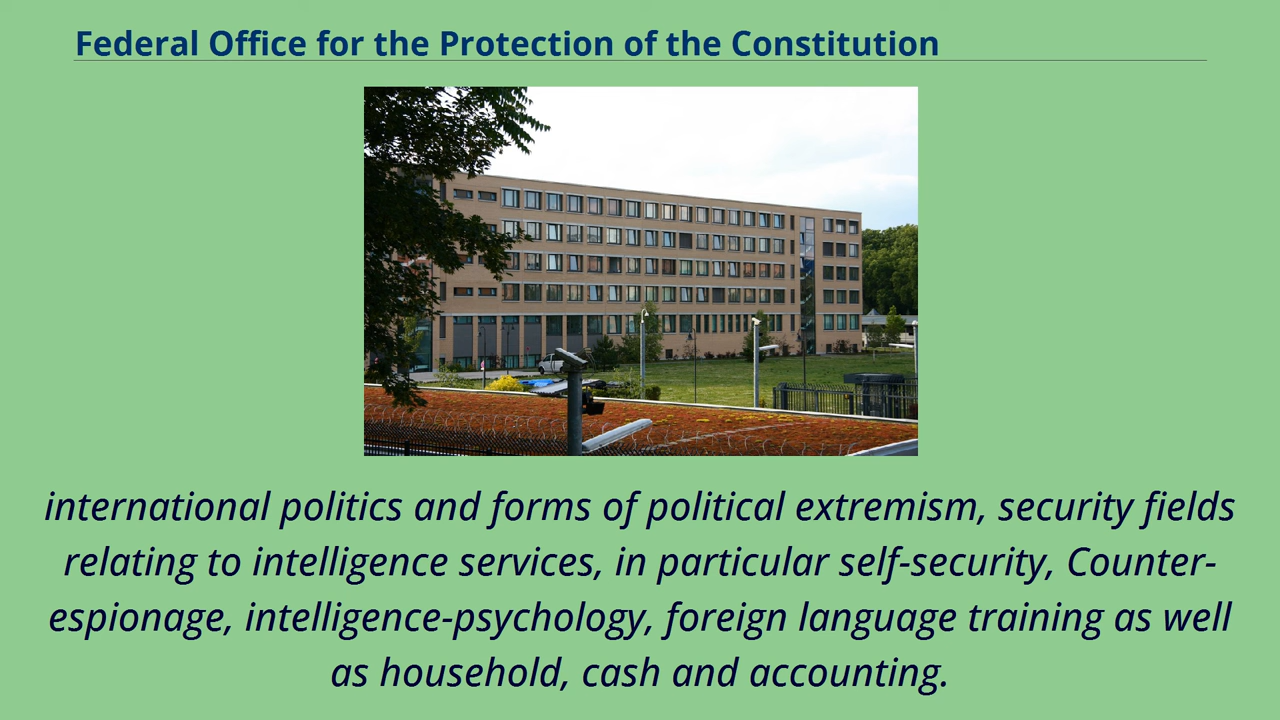 Federal Office for the Protection of the Constitution
international politics and forms of political extremism, security fields
relating to intelligence services, in particular self-security, Counter-
espionage, intelligence-psychology, foreign language training as well
as household, cash and accounting.